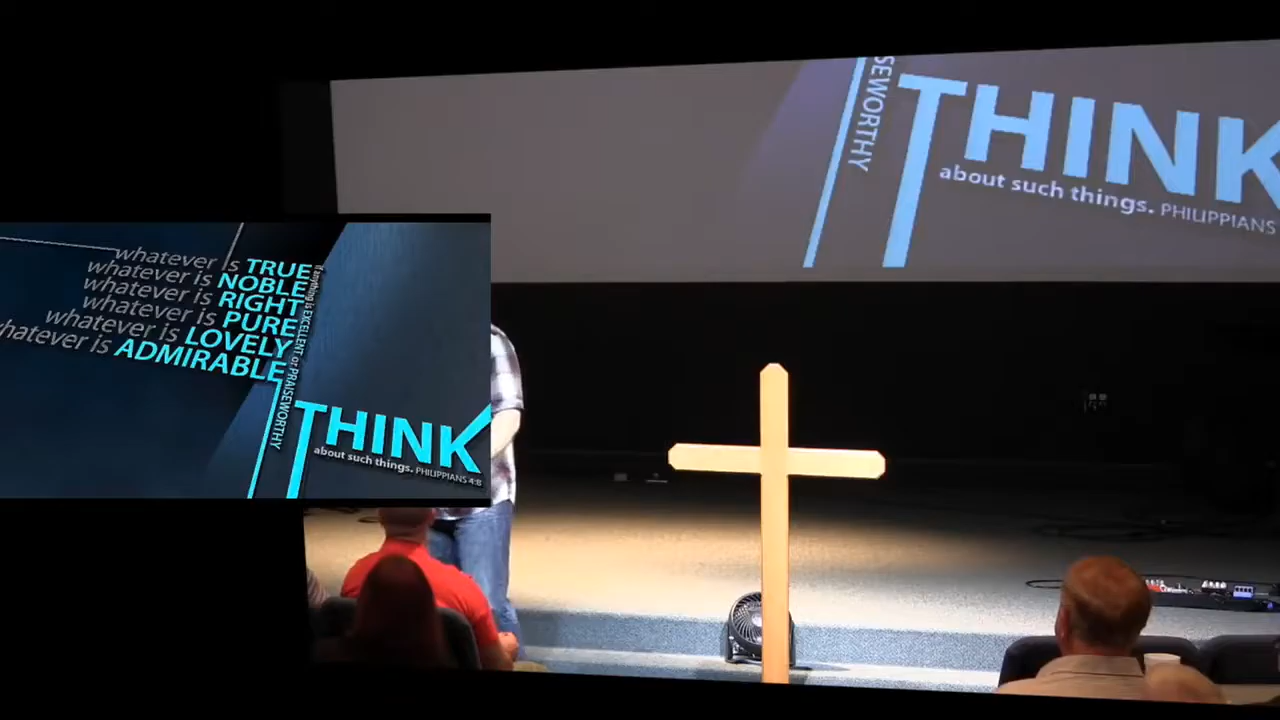 whatever is TRUE
whatever is NOBLE
whatever is RIGHT
whatever is PURE
whatever is LOVELY
whatever is ADMIRABLE
If anything is EXCELLENT or PRAISEWORTHY
THINK
about such things. PHILIPPIANS 4:8
SEWORTHY
THINK
about such things. PHILIPPIANS